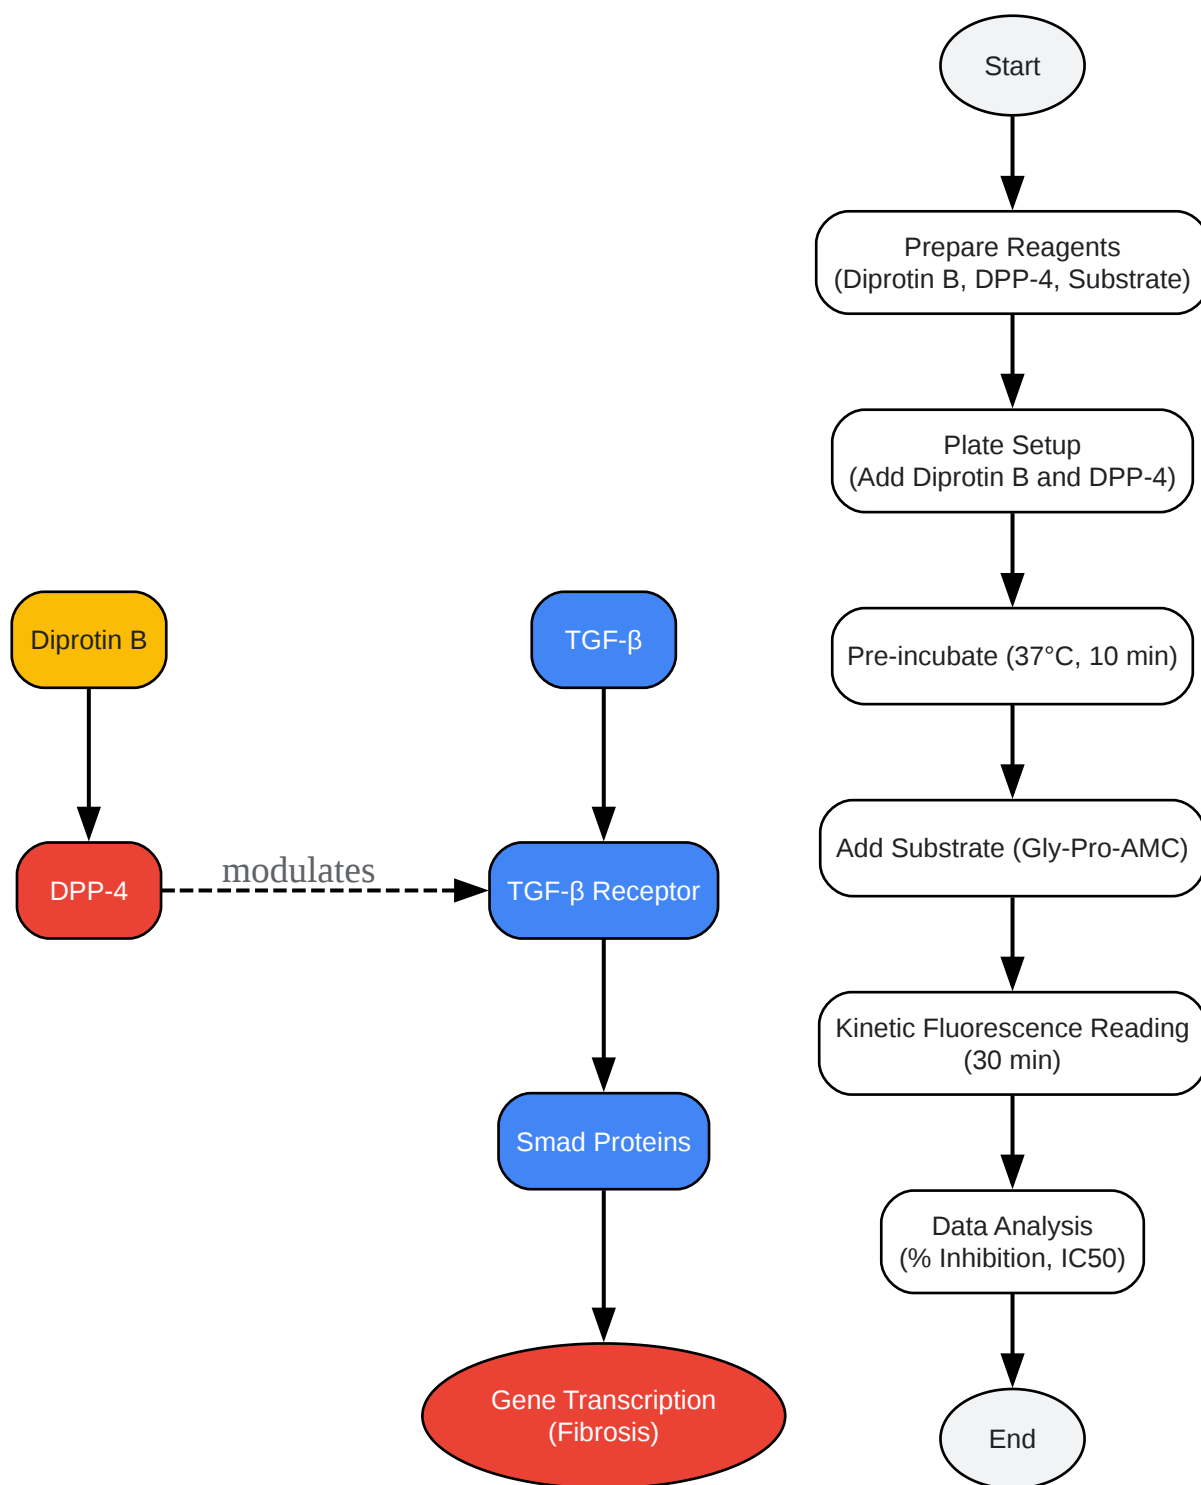 Diprotin B
DPP-4
modulates
TGF-β
TGF-β Receptor
Smad Proteins
Gene Transcription
(Fibrosis)
Start
Prepare Reagents
(Diprotin B, DPP-4, Substrate)
Plate Setup
(Add Diprotin B and DPP-4)
Pre-incubate (37°C, 10 min)
Add Substrate (Gly-Pro-AMC)
Kinetic Fluorescence Reading
(30 min)
Data Analysis
(% Inhibition, IC50)
End